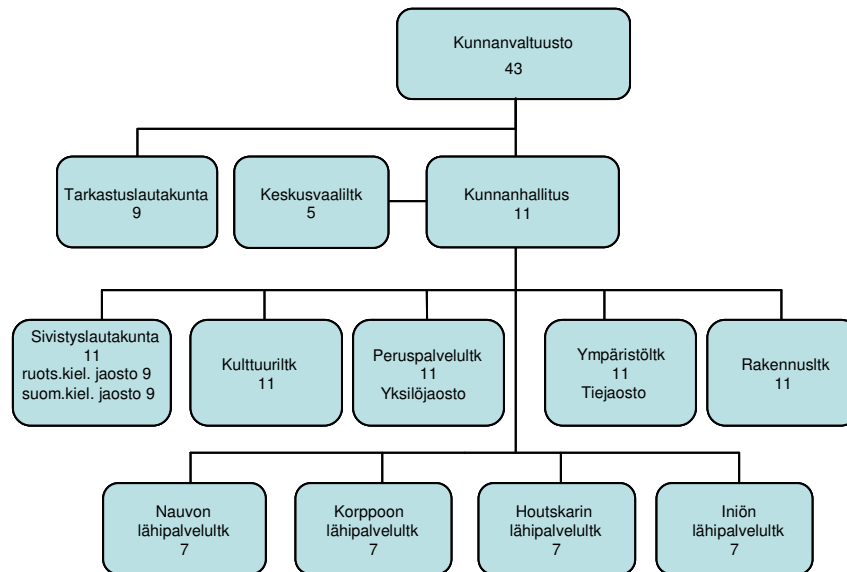 Kunnanvaltuusto
43
Tarkastuslautakunta
9
Keskusvaaliltk
5
Kunnanhallitus
11
Sivistyslautakunta
11
ruots.kiel. jaosto 9
suom.kiel. jaosto 9
Kulttuuriltk
11
Peruspalvelultk
11
Yksilöjaosto
Ympäristöltk
11
Tiejaosto
Rakennusltk
11
Nauvon
lähipalvelultk
7
Korppoon
lähipalvelultk
7
Houtskarin
lähipalvelultk
7
Iniön
lähipalvelultk
7